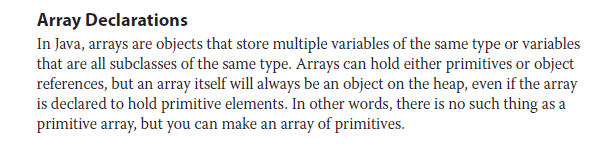 Array Declarations
In Java, arrays are objects that store multiple variables of the same type or variables
that are all subclasses of the same type. Arrays can hold either primitives or object
references, but an array itself will always be an object on the heap, even if the array
is declared to hold primitive elements. In other words, there is no such thing as a
primitive array, but you can make an array of primitives.